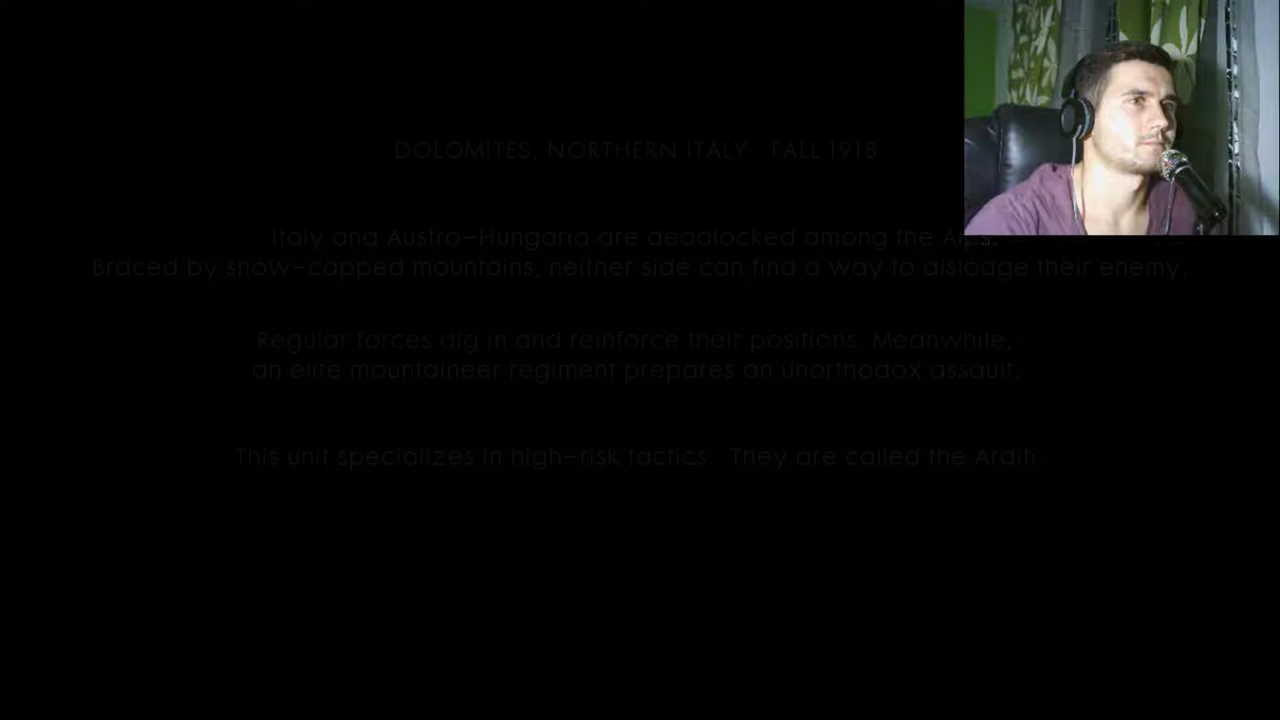 DOLOMITES, NORTHERN ITALY. FALL 1918.
Italy and Austro-Hungaria are deadlocked among the Alps.
Braced by snow-capped mountains, neither side can find a way to dislodge their enemy.
Regular forces dig in and reinforce their positions. Meanwhile,
an elite mountaineer regiment prepares an unorthodox assault.
This unit specializes in high-risk tactics. They are called the Arditi...